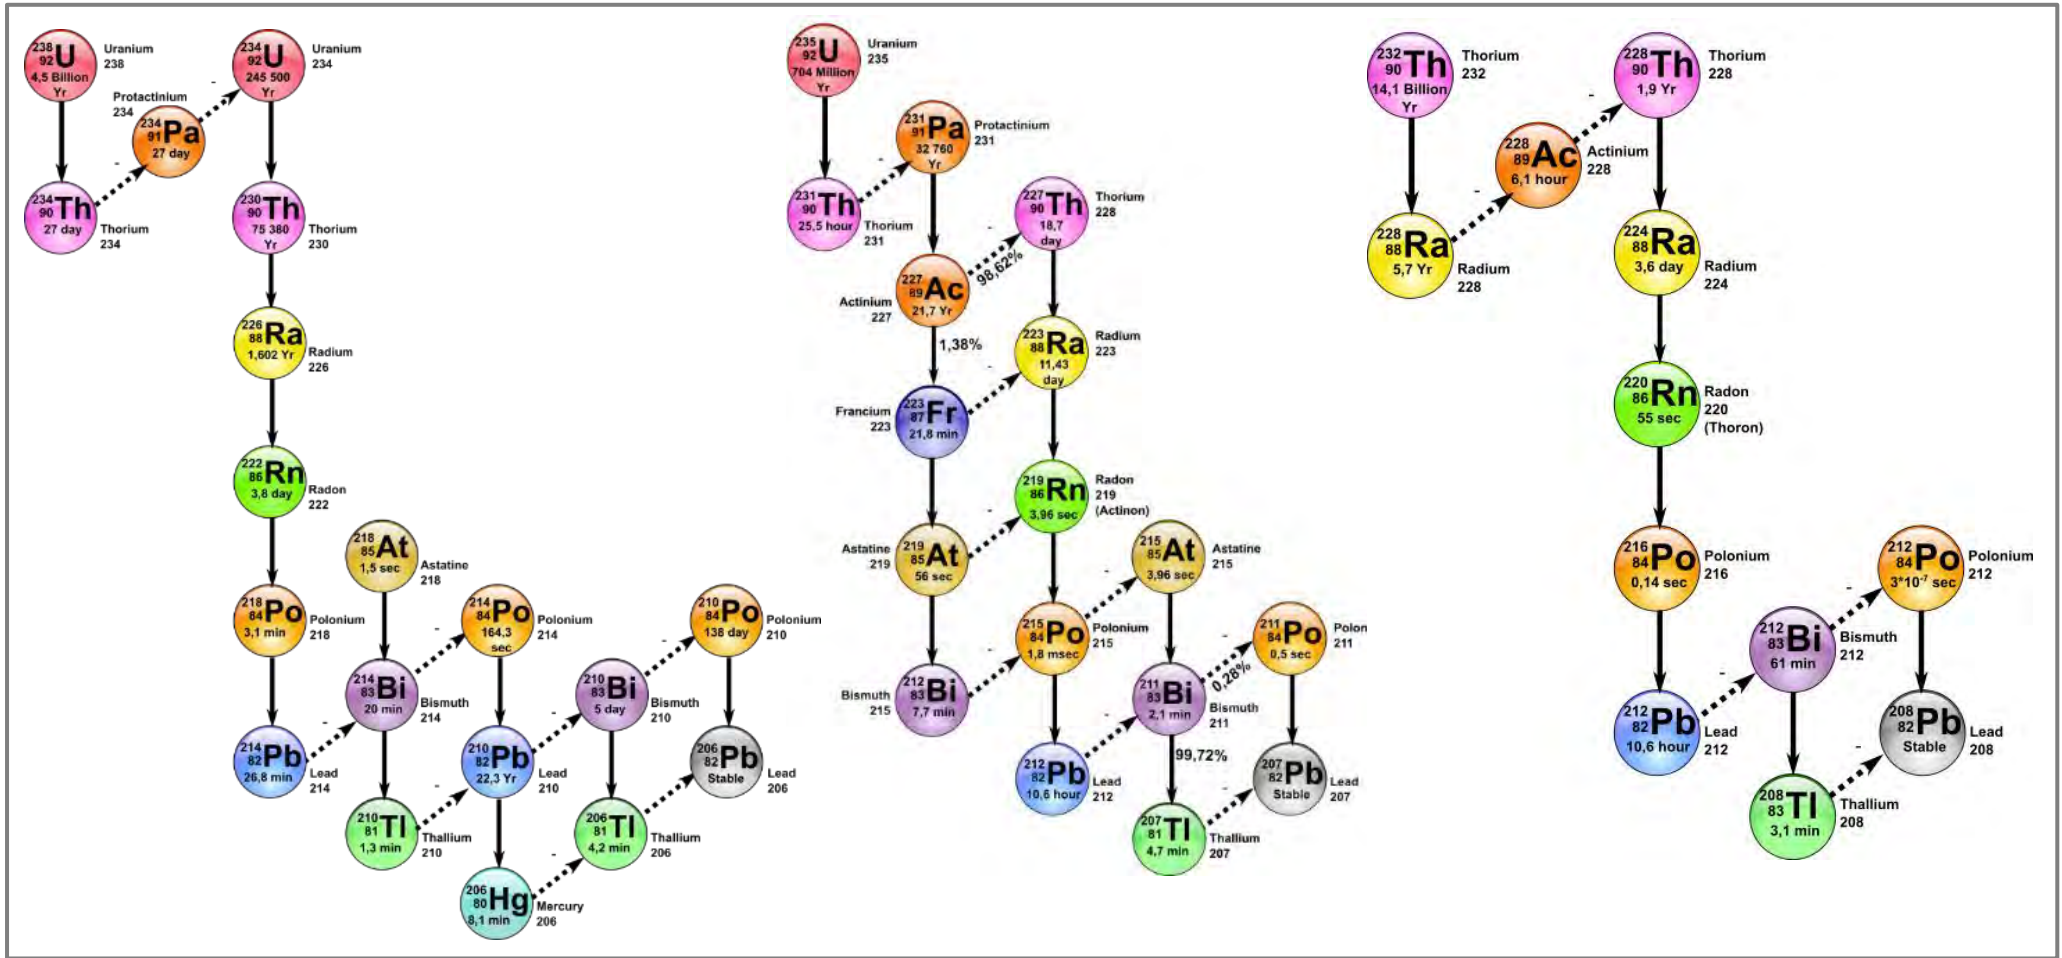 238
92 U
4,5 Billion
Yr
Uranium
238
234
92 U
245 500
Yr
Uranium
234
Protactinium
234
234
91 Pa
27 day
-
-
234
90 Th
27 day
Thorium
234
230
90 Th
75 380
Yr
Thorium
230
226
88 Ra
1,602 Yr
Radium
226
222
86 Rn
3,8 day
Radon
222
218
85 At
1,5 sec
Astatine
218
218
84 Po
3,1 min
Polonium
218
214
84 Po
164,3
sec
Polonium
214
210
84 Po
138 day
Polonium
210
-
-
214
83 Bi
20 min
Bismuth
214
210
83 Bi
5 day
Bismuth
210
-
-
214
82 Pb
26,8 min
Lead
214
210
82 Pb
22,3 Yr
Lead
210
206
82 Pb
Stable
Lead
206
-
-
210
81 Tl
1,3 min
Thallium
210
206
81 Tl
4,2 min
Thallium
206
-
206
80 Hg
8,1 min
Mercury
206
235
92 U
704 Million
Yr
Uranium
235
231
91 Pa
32 760
Yr
Protactinium
231
-
231
90 Th
25,5 hour
Thorium
231
227
90 Th
18,7
day
Thorium
228
-
98,62%
227
89 Ac
21,7 Yr
Actinium
227
1,38%
223
88 Ra
11,43
day
Radium
223
-
Francium
223
223
87 Fr
21,8 min
219
86 Rn
3,96 sec
Radon
219
(Actinon)
-
Astatine
219
219
85 At
56 sec
215
85 At
3,96 sec
Astatine
215
-
215
84 Po
1,8 msec
Polonium
215
211
84 Po
0,5 sec
Polon
211
-
-
0,28%
Bismuth
215
212
83 Bi
7,7 min
211
83 Bi
2,1 min
Bismuth
211
-
99,72%
212
82 Pb
10,6 hour
Lead
212
207
82 Pb
Stable
Lead
207
-
207
81 Tl
4,7 min
Thallium
207
232
90 Th
14,1 Billion
Yr
Thorium
232
228
90 Th
1,9 Yr
Thorium
228
-
228
89 Ac
6,1 hour
Actinium
228
-
228
88 Ra
5,7 Yr
Radium
228
224
88 Ra
3,6 day
Radium
224
220
86 Rn
55 sec
Radon
220
(Thoron)
216
84 Po
0,14 sec
Polonium
216
212
84 Po
3*10⁻⁷ sec
Polonium
212
-
212
83 Bi
61 min
Bismuth
212
-
212
82 Pb
10,6 hour
Lead
212
208
82 Pb
Stable
Lead
208
-
208
83 Tl
3,1 min
Thallium
208